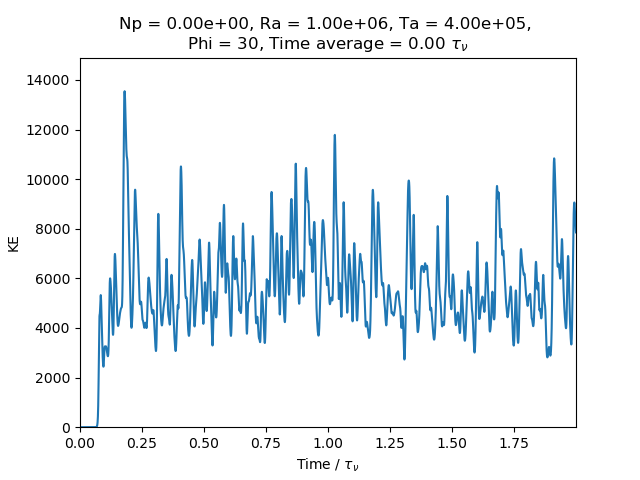 Np = 0.00e+00, Ra = 1.00e+06, Ta = 4.00e+05,
Phi = 30, Time average = 0.00 τν
14000
12000
10000
8000
6000
4000
2000
0
KE
0.00 0.25 0.50 0.75 1.00 1.25 1.50 1.75
Time / τν